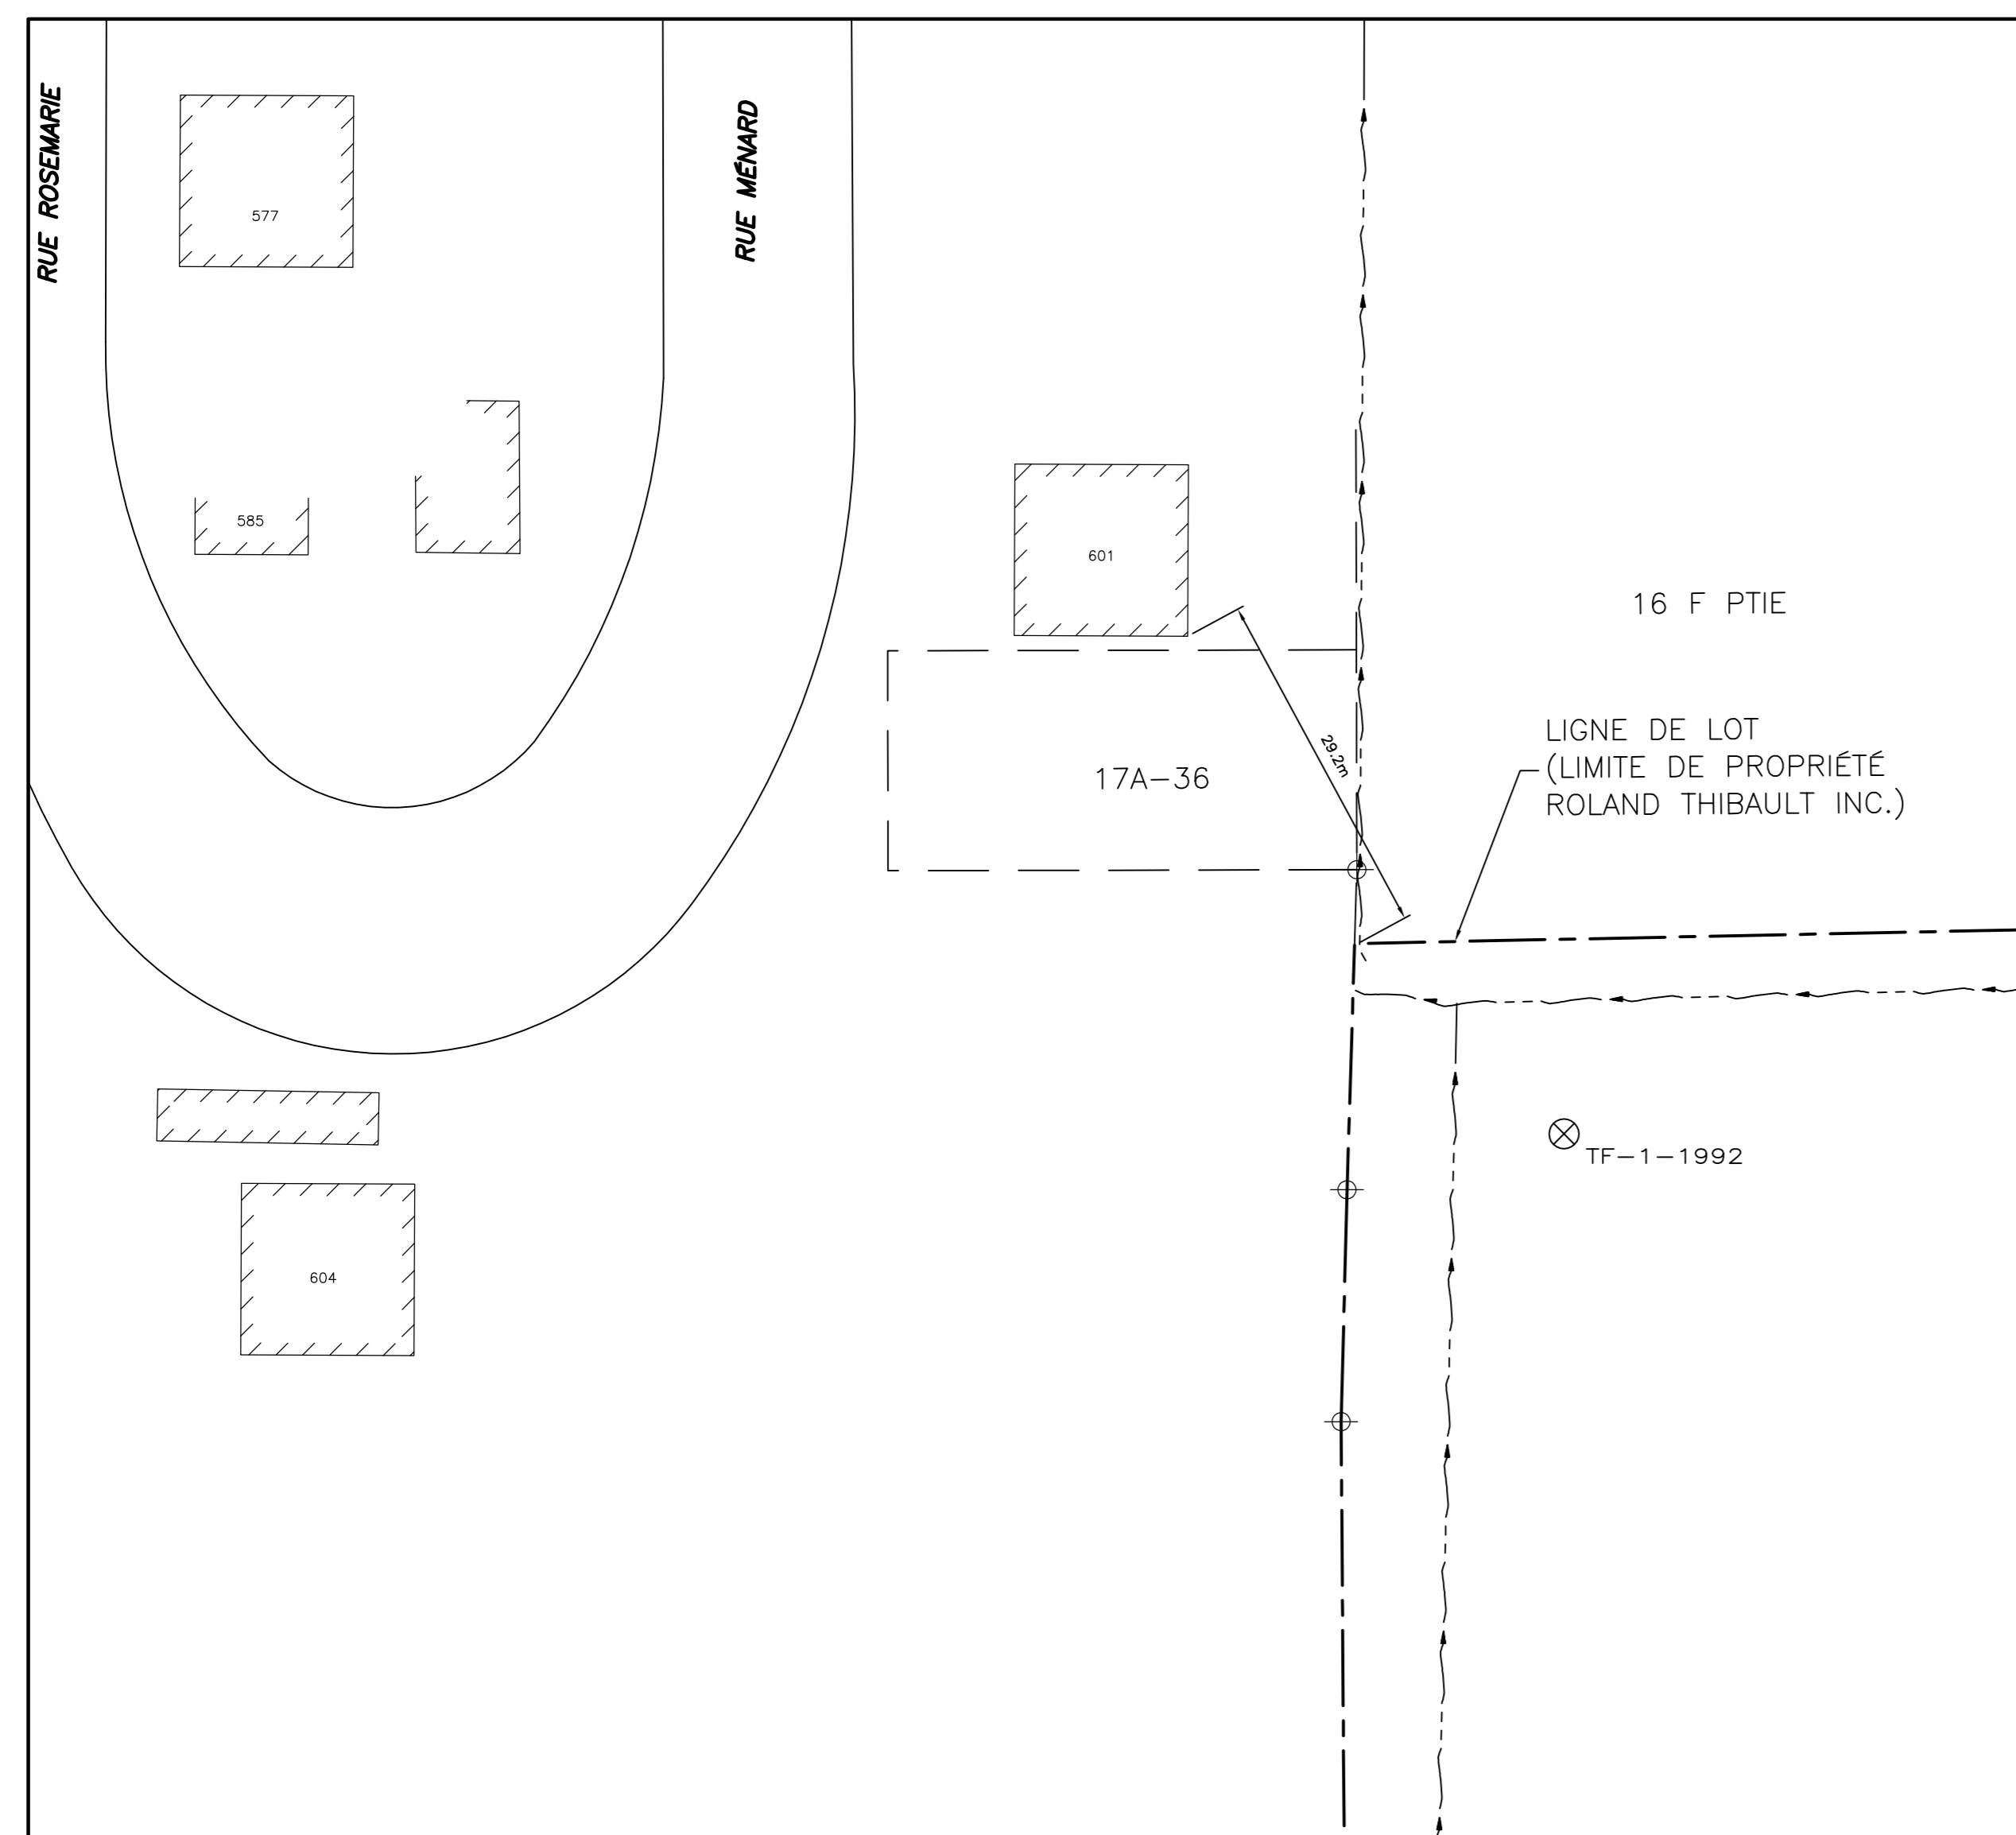 RUE ROSEMARIE
RUE MÉNARD
577
585
601
16 F PTIE
LIGNE DE LOT
(LIMITE DE PROPRIÉTÉ
ROLAND THIBAULT INC.)
29.2m
17A-36
TF-1-1992
604